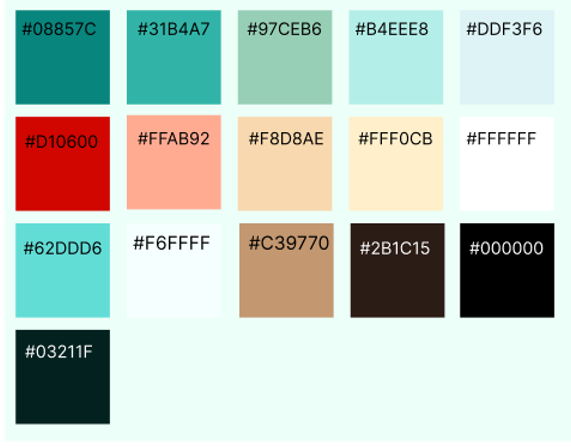 #08857C #31B4A7 #97CEB6 #B4EEE8 #DDF3F6
#D10600 #FFAB92 #F8D8AE #FFF0CB #FFFFFF
#62DDD6 #F6FFFF #C39770 #2B1C15 #000000
#03211F